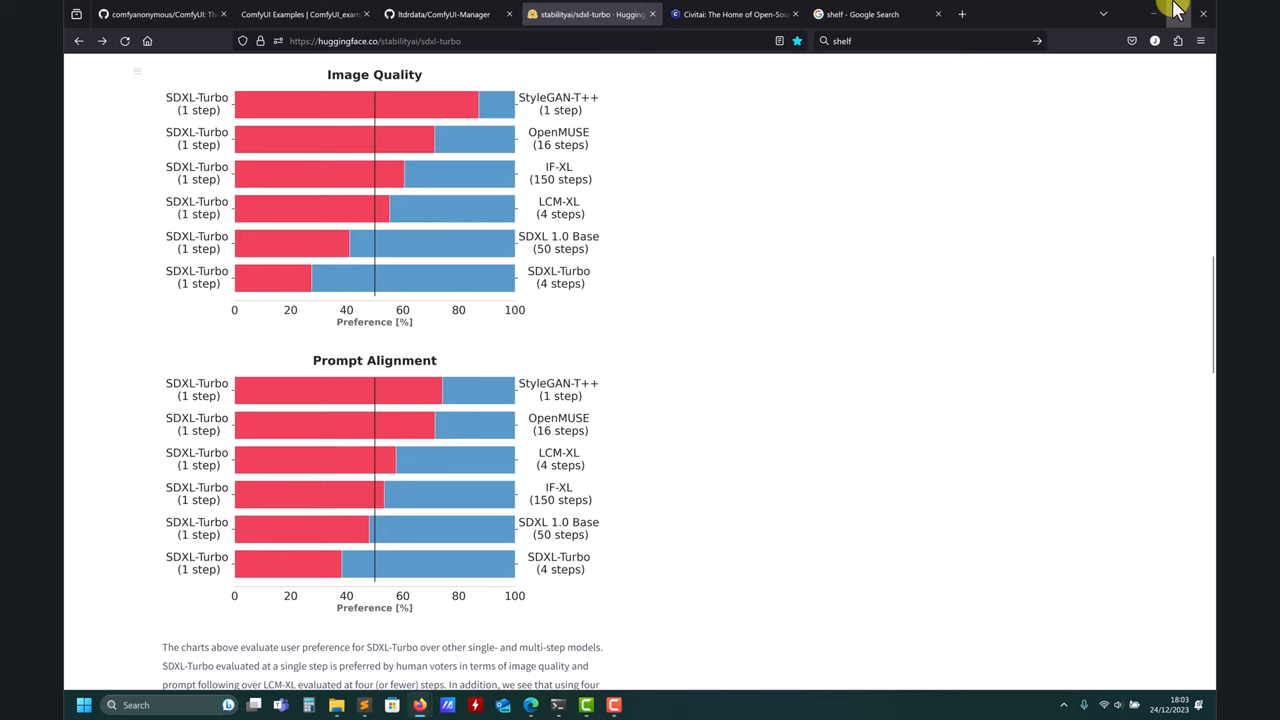 comfyanonymous/ComfyUI: Th
ComfyUI Examples | ComfyUI_exam
ltdrdata/ComfyUI-Manager
stabilityai/sdxl-turbo · Hugging
Civitai: The Home of Open-Sou
shelf - Google Search
https://huggingface.co/stabilityai/sdxl-turbo
shelf
Image Quality
SDXL-Turbo
(1 step)
StyleGAN-T++
(1 step)
SDXL-Turbo
(1 step)
OpenMUSE
(16 steps)
SDXL-Turbo
(1 step)
IF-XL
(150 steps)
SDXL-Turbo
(1 step)
LCM-XL
(4 steps)
SDXL-Turbo
(1 step)
SDXL 1.0 Base
(50 steps)
SDXL-Turbo
(1 step)
SDXL-Turbo
(4 steps)
0 20 40 60 80 100
Preference [%]
Prompt Alignment
SDXL-Turbo
(1 step)
StyleGAN-T++
(1 step)
SDXL-Turbo
(1 step)
OpenMUSE
(16 steps)
SDXL-Turbo
(1 step)
LCM-XL
(4 steps)
SDXL-Turbo
(1 step)
IF-XL
(150 steps)
SDXL-Turbo
(1 step)
SDXL 1.0 Base
(50 steps)
SDXL-Turbo
(1 step)
SDXL-Turbo
(4 steps)
0 20 40 60 80 100
Preference [%]
The charts above evaluate user preference for SDXL-Turbo over other single- and multi-step models.
SDXL-Turbo evaluated at a single step is preferred by human voters in terms of image quality and
prompt following over LCM-XL evaluated at four (or fewer) steps. In addition, we see that using four
Search
18:03
24/12/2023